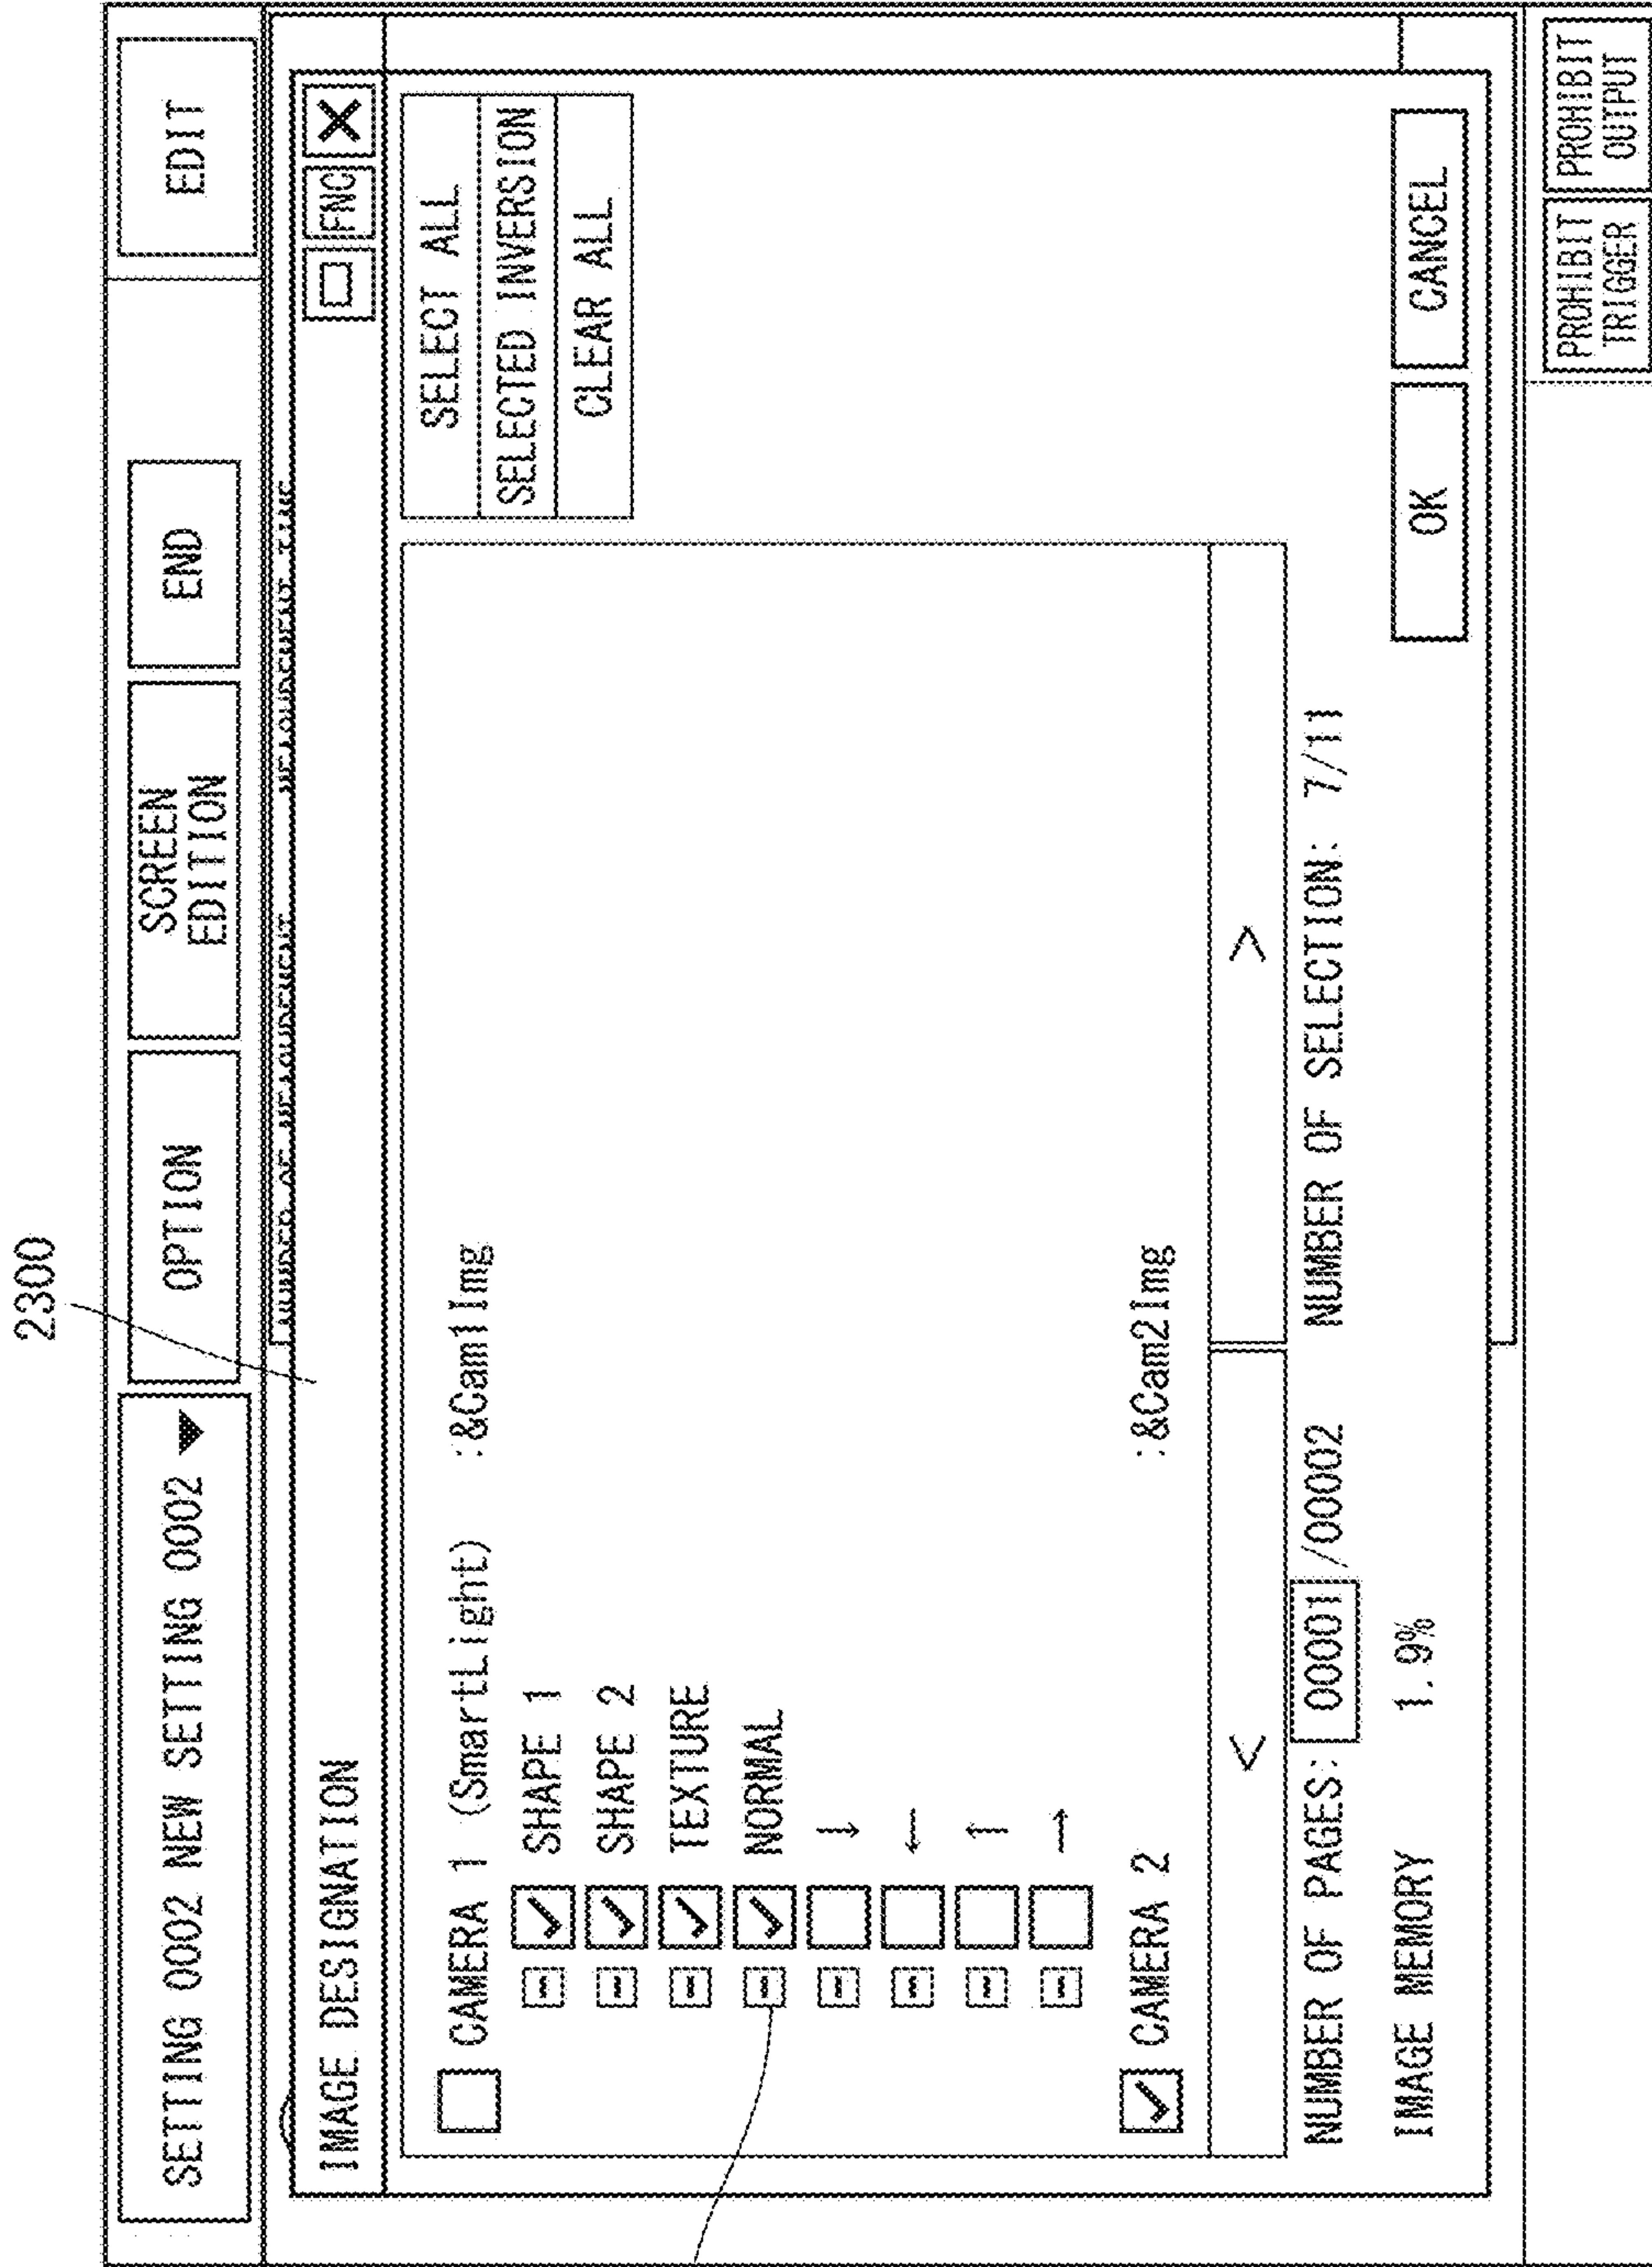 2300
SETTING 0002 NEW SETTING 0002 ▼
OPTION
SCREEN
EDITION
END
EDIT
IMAGE DESIGNATION
FNC
CAMERA 1 (SmartLight) :&Cam1Img
SHAPE 1
SHAPE 2
TEXTURE
NORMAL
↓
←
↑
→
CAMERA 2 :&Cam2Img
SELECT ALL
SELECTED INVERSION
CLEAR ALL
< >
NUMBER OF PAGES: 00001/00002 NUMBER OF SELECTION: 7/11
IMAGE MEMORY 1.9%
OK
CANCEL
PROHIBIT
TRIGGER
PROHIBIT
OUTPUT